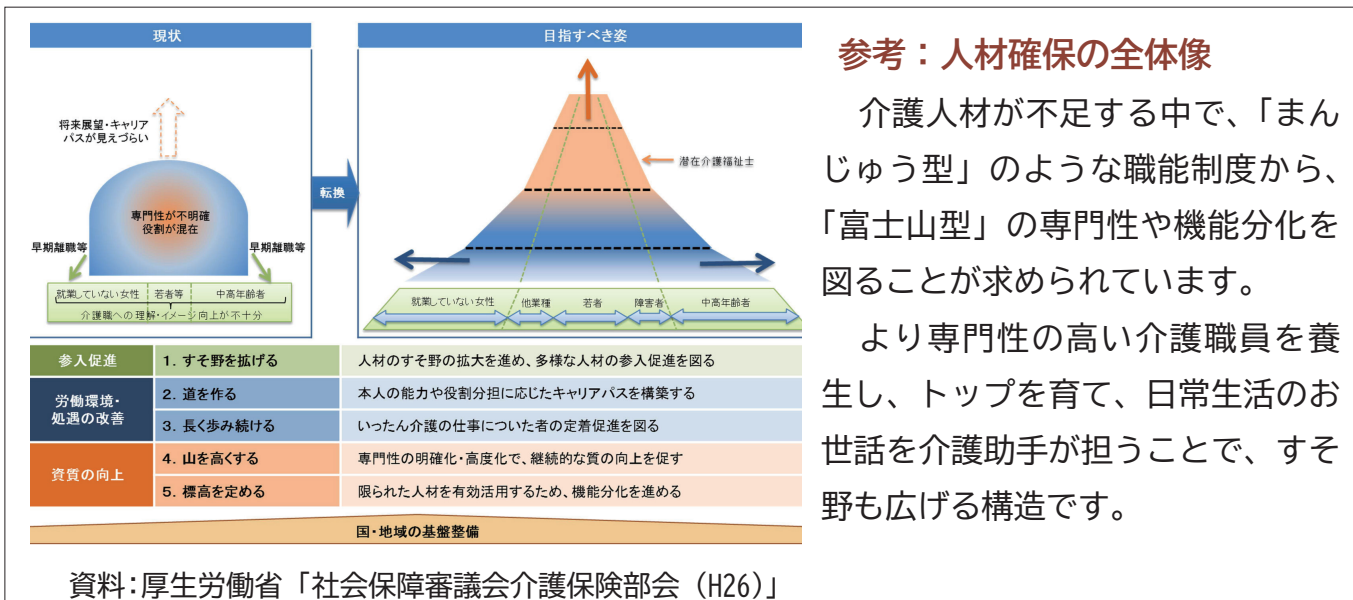 現状
将来展望・キャリア
パスが見えづらい
専門性が不明確
役割が混在
早期離職等
早期離職等
就業していない女性
若者等
中高年齢者
介護職への理解・イメージ向上が不十分
転換
目指すべき姿
潜在介護福祉士
就業していない女性
他業種
若者
障害者
中高年齢者
参入促進
1. すそ野を拡げる
人材のすそ野の拡大を進め、多様な人材の参入促進を図る
労働環境・
処遇の改善
2. 道を作る
本人の能力や役割分担に応じたキャリアパスを構築する
3. 長く歩み続ける
いったん介護の仕事についた者の定着促進を図る
資質の向上
4. 山を高くする
専門性の明確化・高度化で、継続的な質の向上を促す
5. 標高を定める
限られた人材を有効活用するため、機能分化を進める
国・地域の基盤整備
資料：厚生労働省「社会保障審議会介護保険部会（H26）」
参考：人材確保の全体像
介護人材が不足する中で、「まん
じゅう型」のような職能制度から、
「富士山型」の専門性や機能分化を
図ることが求められています。
より専門性の高い介護職員を養
生し、トップを育て、日常生活のお
世話を介護助手が担うことで、すそ
野も広げる構造です。